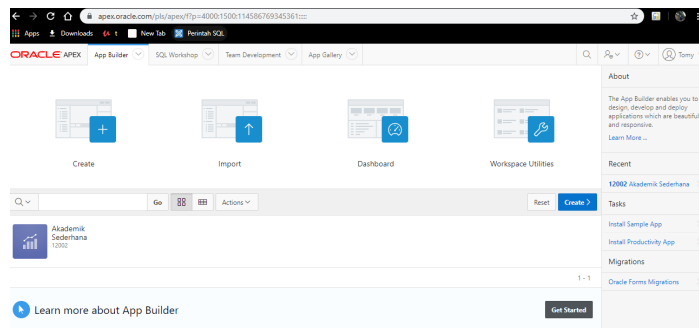 apex.oracle.com/pls/apex/f?p=4000:1500:114586769345361:::::
Apps Downloads t New Tab Perintah SQL
ORACLE APEX App Builder SQL Workshop Team Development App Gallery Tomy
Create
Import
Dashboard
Workspace Utilities
Go Actions Reset Create >
Akademik
Sederhana
12002
1 - 1
Learn more about App Builder Get Started
About
The App Builder enables you to
design, develop and deploy
applications which are beautiful
and responsive.
Learn More ...
Recent
12002 Akademik Sederhana
Tasks
Install Sample App
Install Productivity App
Migrations
Oracle Forms Migrations